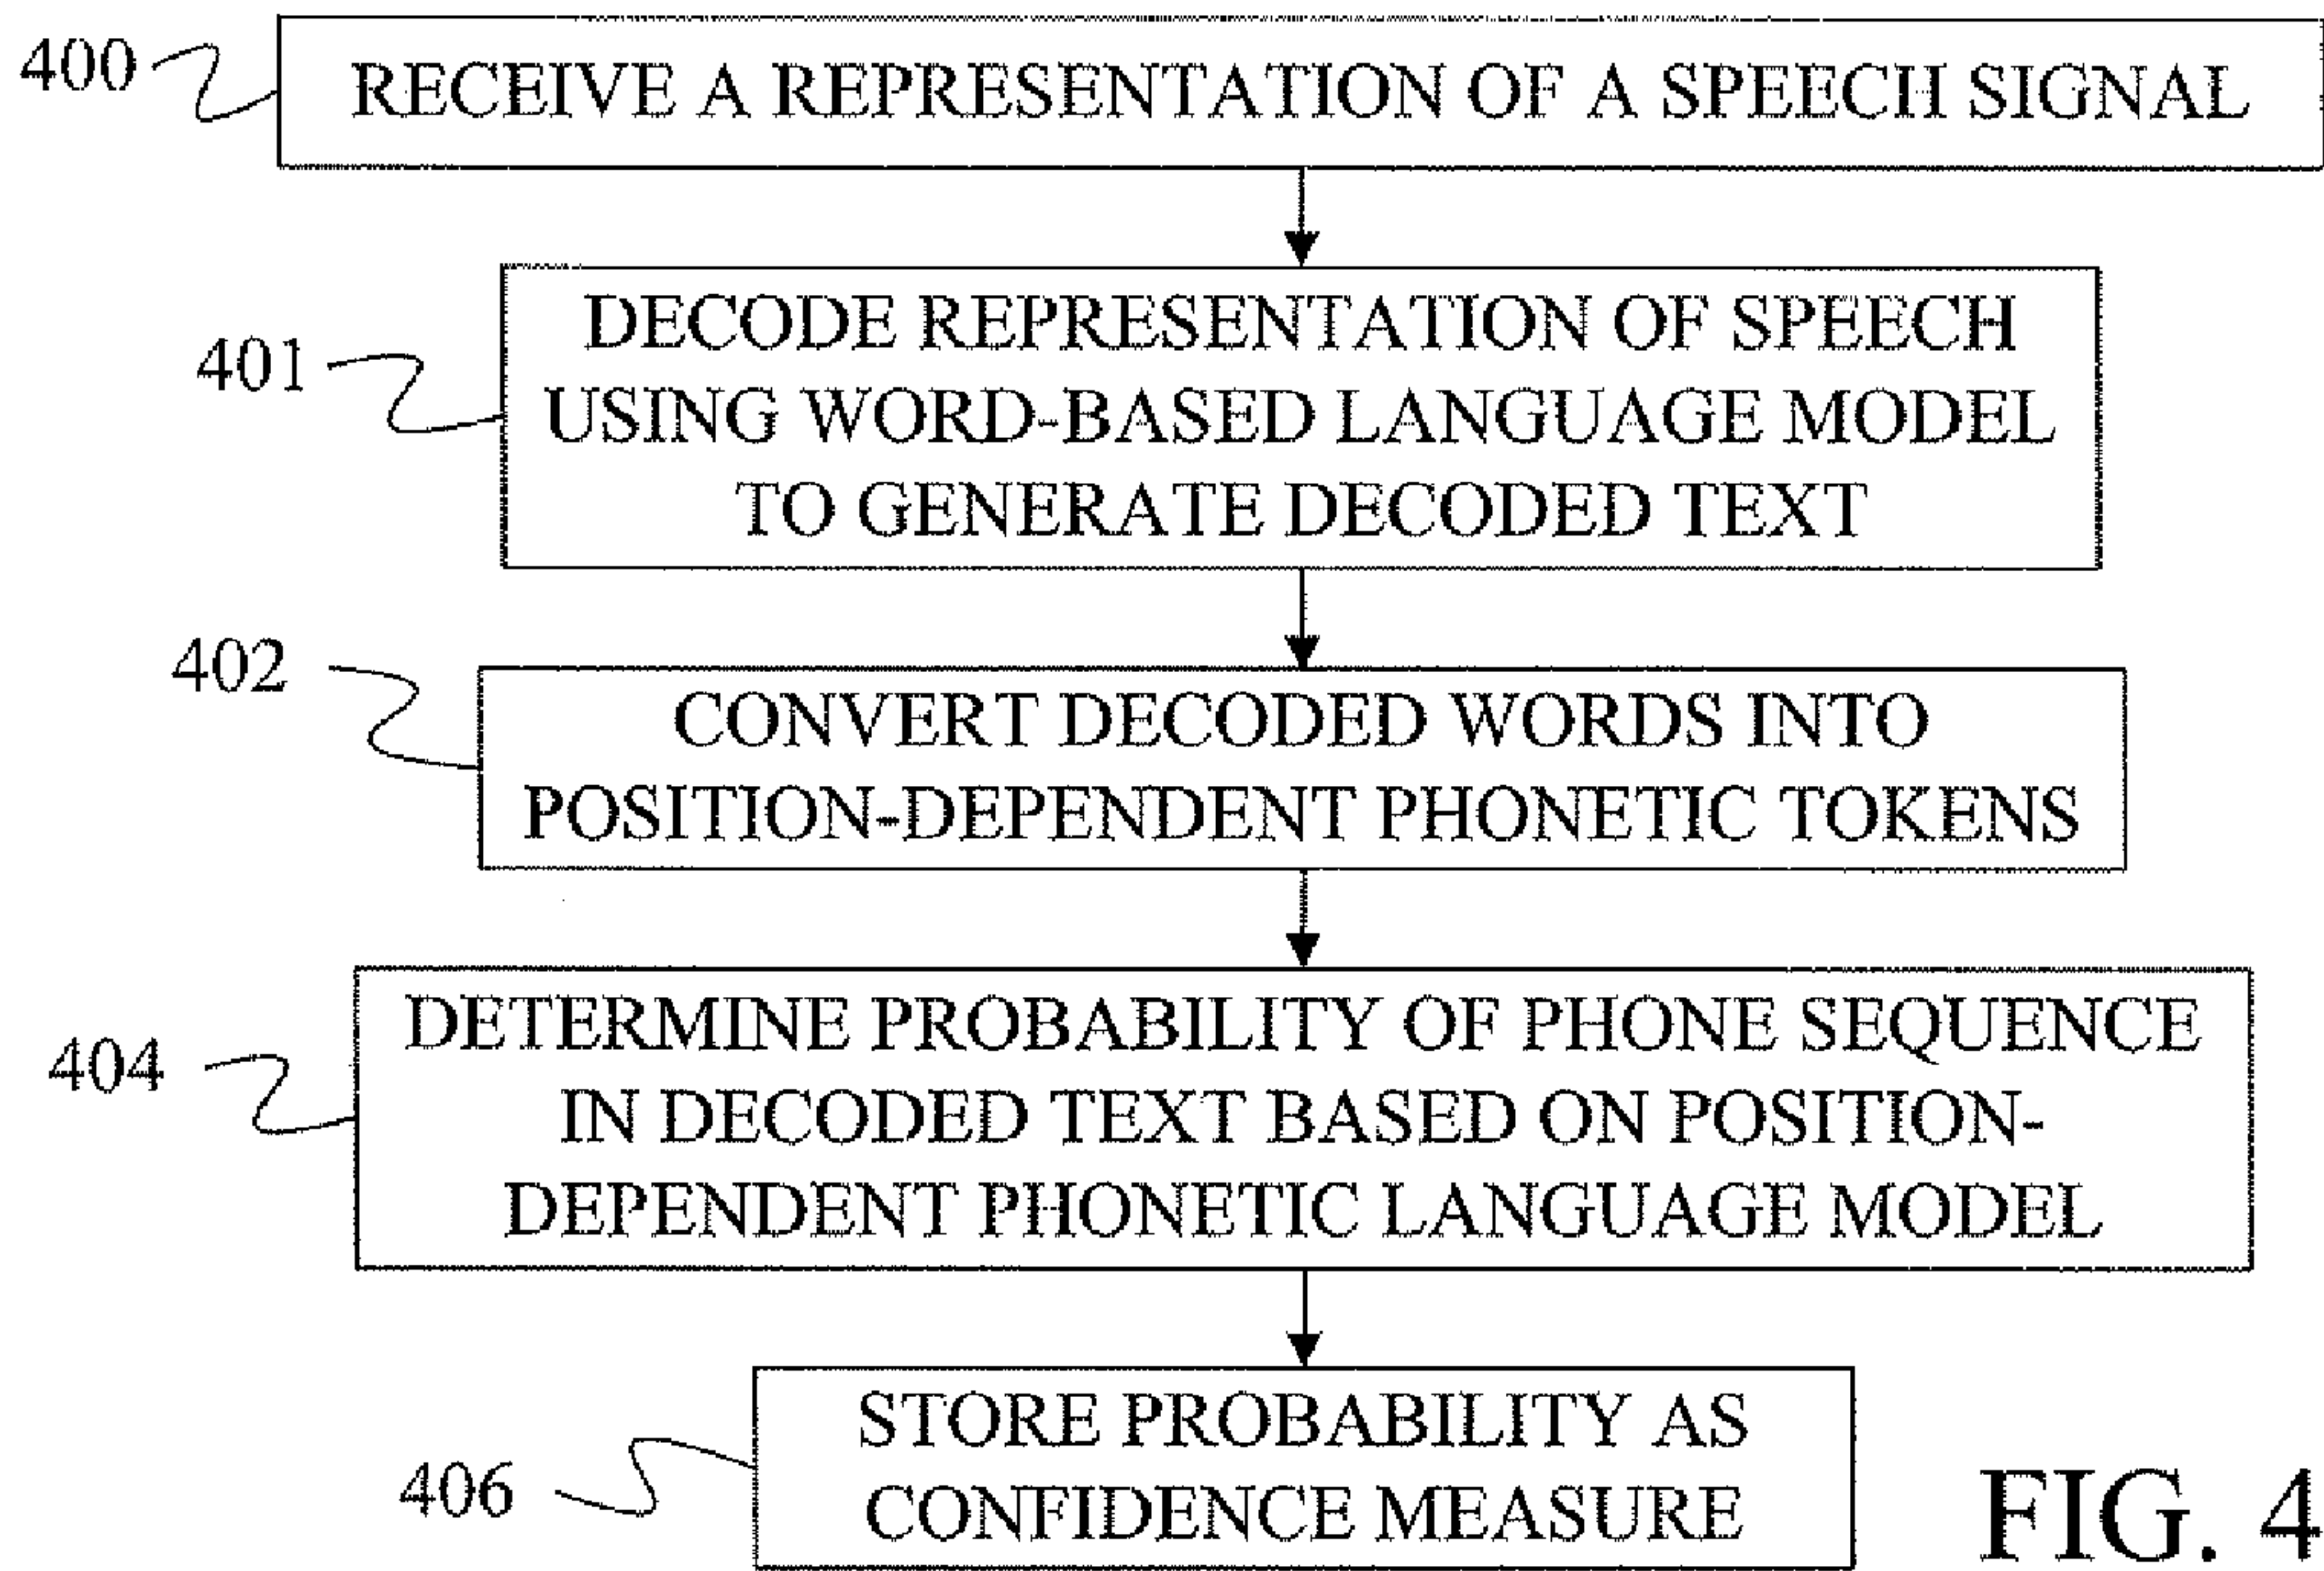 400
RECEIVE A REPRESENTATION OF A SPEECH SIGNAL
401
DECODE REPRESENTATION OF SPEECH
USING WORD-BASED LANGUAGE MODEL
TO GENERATE DECODED TEXT
402
CONVERT DECODED WORDS INTO
POSITION-DEPENDENT PHONETIC TOKENS
404
DETERMINE PROBABILITY OF PHONE SEQUENCE
IN DECODED TEXT BASED ON POSITION-
DEPENDENT PHONETIC LANGUAGE MODEL
406
STORE PROBABILITY AS
CONFIDENCE MEASURE
FIG. 4